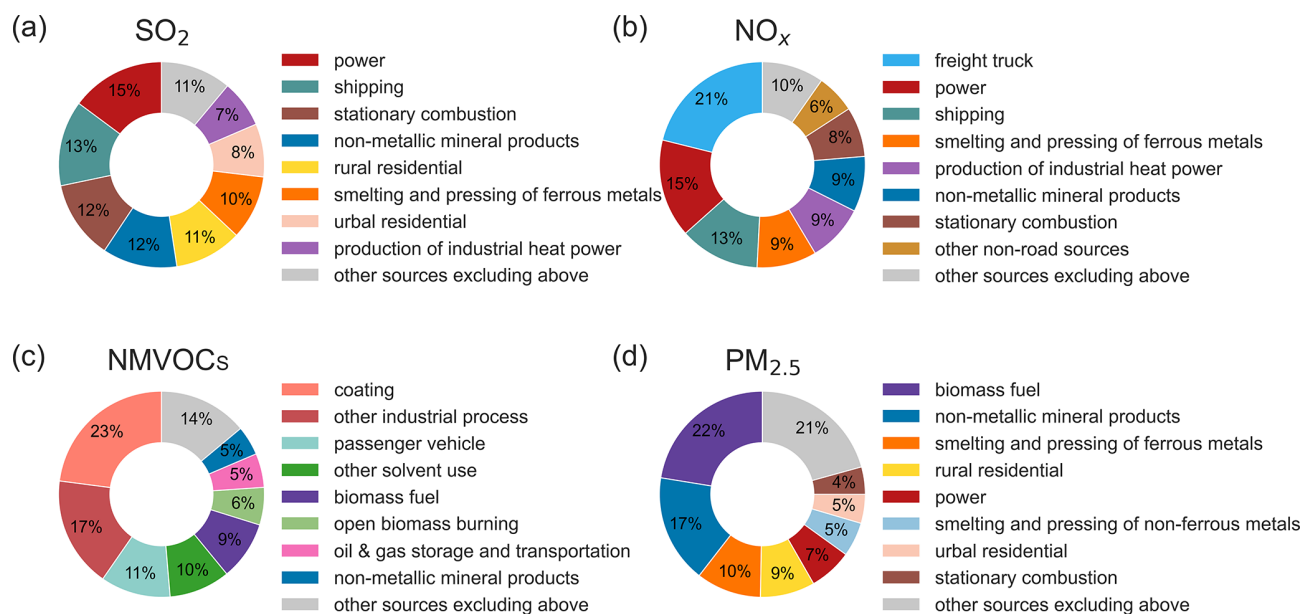 (a) SO2
15%
13%
12%
12%
11%
10%
8%
7%
11%
power
shipping
stationary combustion
non-metallic mineral products
rural residential
smelting and pressing of ferrous metals
urbal residential
production of industrial heat power
other sources excluding above
(b) NOx
21%
15%
13%
9%
9%
9%
8%
6%
10%
freight truck
power
shipping
smelting and pressing of ferrous metals
production of industrial heat power
non-metallic mineral products
stationary combustion
other non-road sources
other sources excluding above
(c) NMVOCs
23%
17%
11%
10%
9%
6%
5%
5%
14%
coating
other industrial process
passenger vehicle
other solvent use
biomass fuel
open biomass burning
oil & gas storage and transportation
non-metallic mineral products
other sources excluding above
(d) PM2.5
22%
17%
10%
9%
7%
5%
5%
4%
21%
biomass fuel
non-metallic mineral products
smelting and pressing of ferrous metals
rural residential
power
smelting and pressing of non-ferrous metals
urbal residential
stationary combustion
other sources excluding above